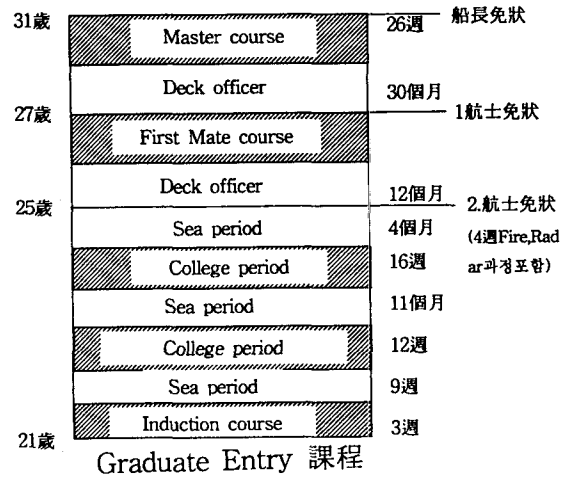 31歲 Master course 26週 船長免狀
Deck officer 30個月
27歲 1航士免狀
First Mate course
Deck officer 12個月
25歲 2.航士免狀
Sea period 4個月 (4週Fire,Rad
College period 16週 ar과정포함)
Sea period 11個月
College period 12週
Sea period 9週
Induction course 3週
21歲
Graduate Entry 課程